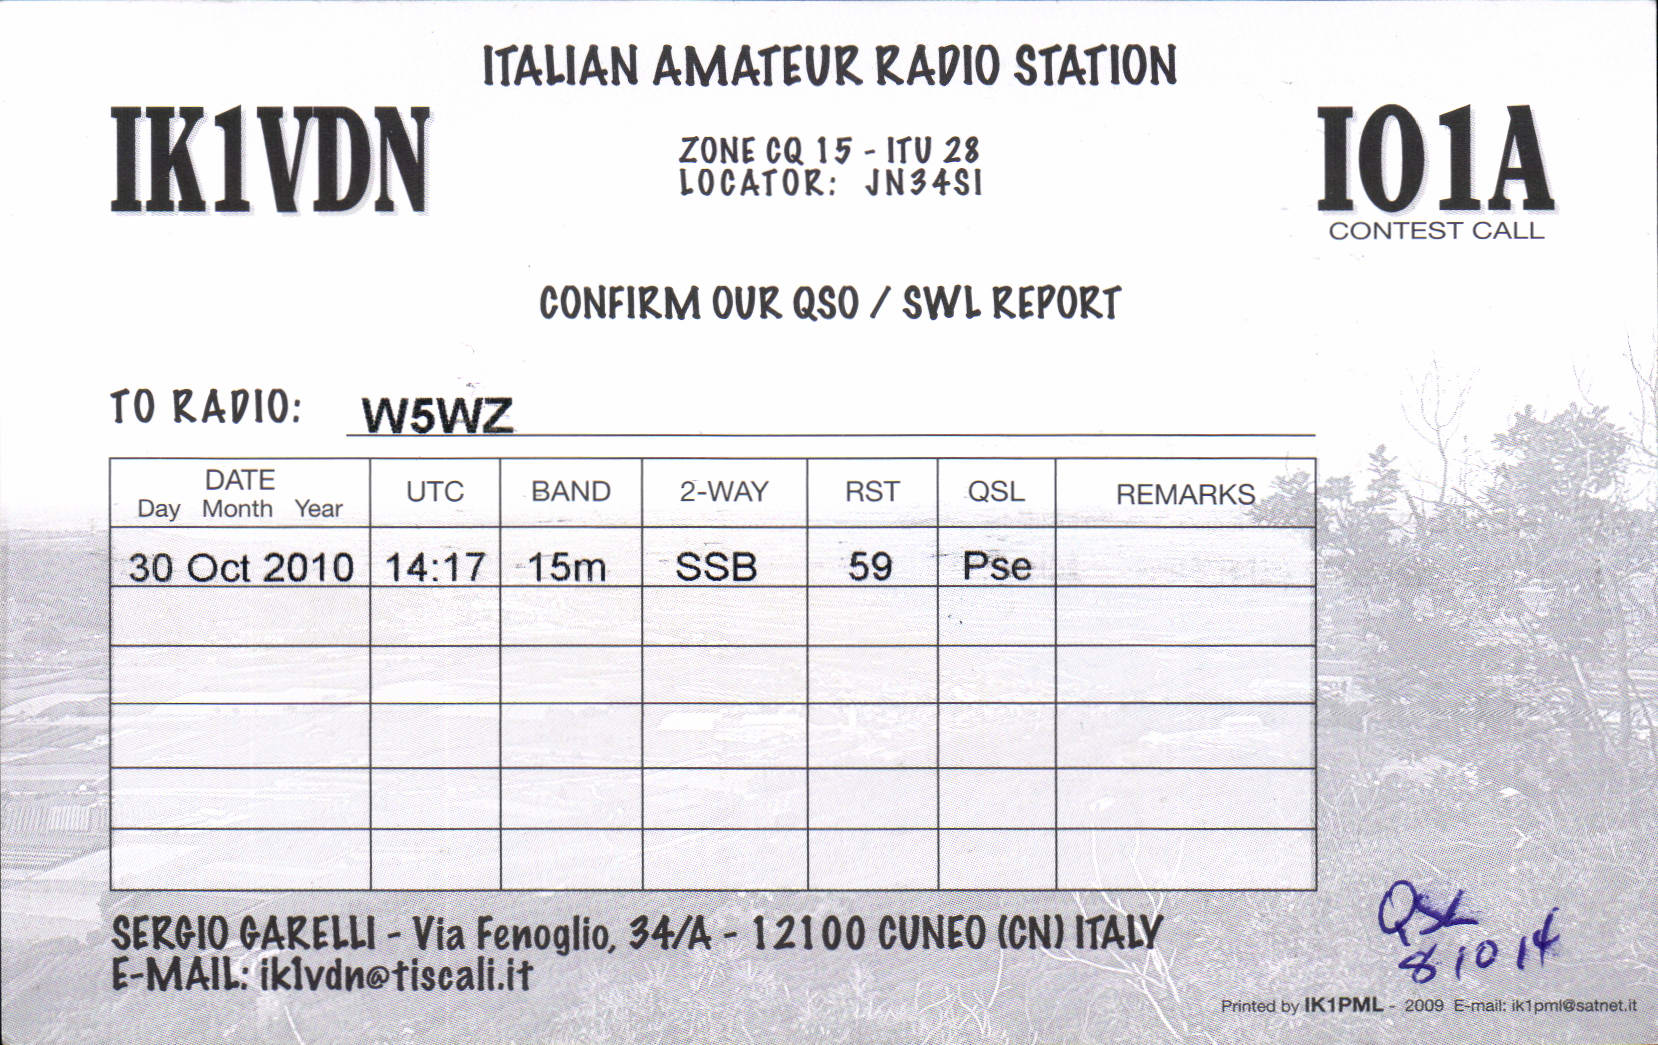 ITALIAN AMATEUR RADIO STATION
IK1VDN
ZONE CQ 15 - ITU 28
LOCATOR: JN34SI
IO1A
CONTEST CALL
CONFIRM OUR QSO / SWL REPORT
TO RADIO: W5WZ
DATE UTC BAND 2-WAY RST QSL REMARKS
Day Month Year
30 Oct 2010 14:17 15m SSB 59 Pse
SERGIO GARELLI - Via Fenoglio, 34/A - 12100 CUNEO (CN) ITALY
E-MAIL: ik1vdn@tiscali.it
QSL
8 10 14
Printed by IK1PML - 2009 E-mail: ik1pml@satnet.it